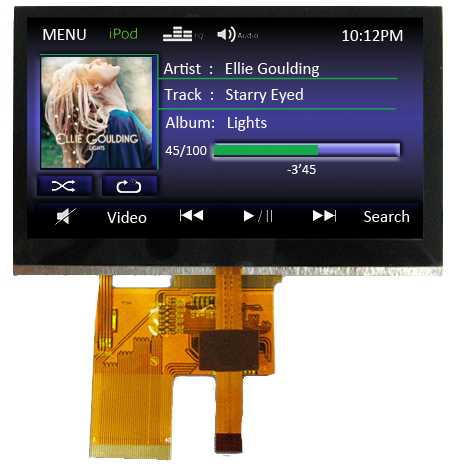 MENU iPod EQ Audio 10:12PM
Artist : Ellie Goulding
Track : Starry Eyed
Album: Lights
ELLIE GOULDING
LIGHTS
45/100
-3'45
Video Search